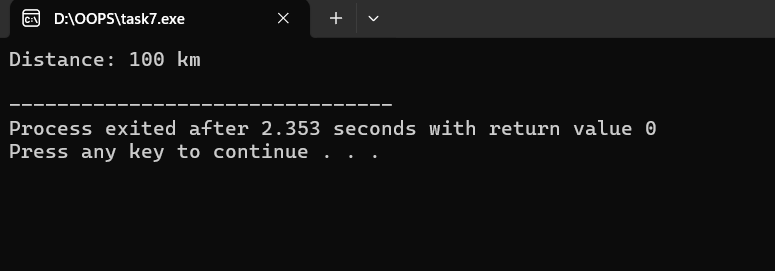 D:\OOPS\task7.exe
Distance: 100 km
--------------------------------
Process exited after 2.353 seconds with return value 0
Press any key to continue . . .